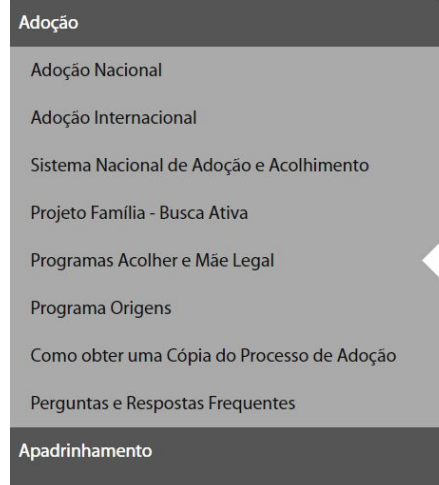 Adoção
Adoção Nacional
Adoção Internacional
Sistema Nacional de Adoção e Acolhimento
Projeto Família - Busca Ativa
Programas Acolher e Mãe Legal
Programa Origens
Como obter uma Cópia do Processo de Adoção
Perguntas e Respostas Frequentes
Apadrinhamento